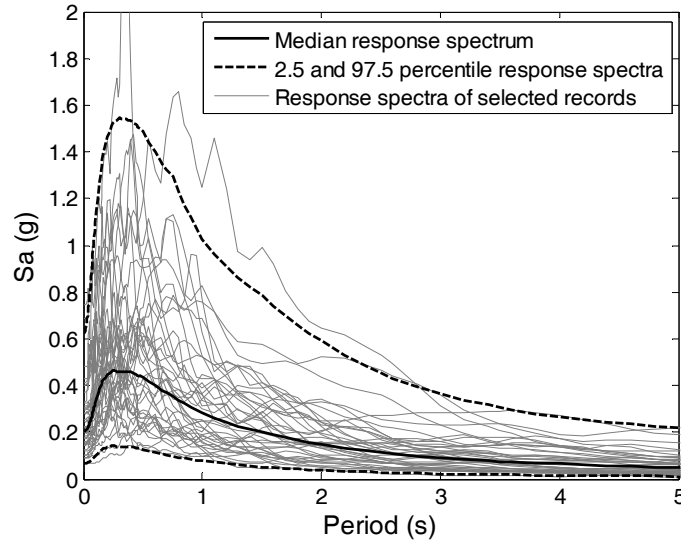 2
1.8
1.6
1.4
1.2
1
0.8
0.6
0.4
0.2
0
Sa (g)
Median response spectrum
2.5 and 97.5 percentile response spectra
Response spectra of selected records
0 1 2 3 4 5
Period (s)